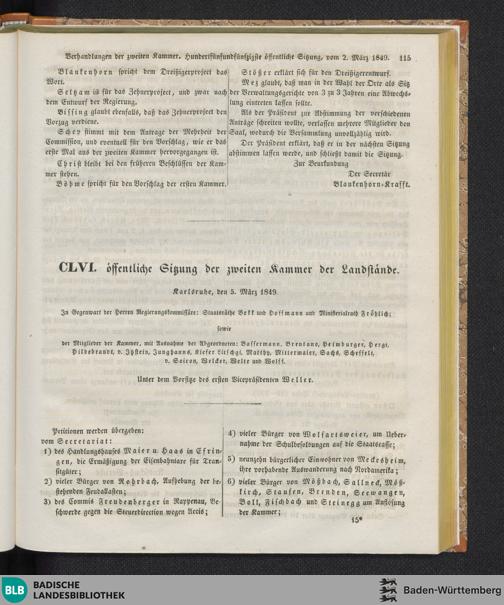 Verhandlungen der zweiten Kammer. Hundertfünfundfünfzigste öffentliche Sitzung, vom 2. März 1849. 115
Blankenhorn spricht dem Dreißigerprojekt das
Wort.
Seltzam ist für das Zehnerprojekt, und zwar nach
dem Entwurf der Regierung.
Bissing glaubt ebenfalls, daß das Zehnerprojekt den
Vorzug verdiene.
Schey stimmt mit dem Antrage der Mehrheit der
Commission, und eventuell für den Vorschlag, wie er das
erste Mal aus der zweiten Kammer hervorgegangen ist.
Christ bleibt bei den früheren Beschlüssen der Kam-
mer stehen.
Böhme spricht für den Vorschlag der ersten Kammer.
Stößer erklärt sich für den Dreißigerentwurf.
Mez glaubt, daß man in der Wahl der Orte als Sitz
der Verwaltungsgerichte von 3 zu 3 Jahren eine Abwechs-
lung eintreten lassen sollte.
Als der Präsident zur Abstimmung der verschiedenen
Anträge schreiten wollte, verlassen mehrere Mitglieder den
Saal, wodurch die Versammlung unvollzählig wird.
Der Präsident erklärt, daß er in der nächsten Sitzung
abstimmen lassen werde, und schließt damit die Sitzung.
Zur Beurkundung
Der Secretär
Blankenhorn-Krafft.
CLVI. öffentliche Sitzung der zweiten Kammer der Landstände.
Karlsruhe, den 5. März 1849.
In Gegenwart der Herren Regierungskommissäre: Staatsräthe Bekk und Hoffmann und Ministerialrath Fröhlich;
sowie
der Mitglieder der Kammer, mit Ausnahme der Abgeordneten: Bassermann, Brentano, Helmburger, Hergt,
Hildebrandt, v. Itzstein, Junghanns, Kiefer Litschgi, Mathy, Mittermaier, Sachs, Scheffelt,
v. Soiron, Welcker, Welte und Wolff.
Unter dem Vorsitze des ersten Vicepräsidenten Weller.
Petitionen werden übergeben:
vom Secretariat:
1) des Handlungshauses Maier u. Haas in Efrin-
gen, die Ermäßigung der Eisenbahntare für Tran-
sitgüter;
2) vieler Bürger von Rohrbach, Aufhebung der be-
stehenden Feudallasten;
3) des Commis Freudenberger in Rappenau, Be-
schwerde gegen die Steuerdirection wegen Accis;
4) vieler Bürger von Wolfartsweier, um Ueber-
nahme der Schulbesoldungen auf die Staatskasse;
5) neunzehn bürgerlicher Einwohner von Meckesheim,
ihre vorhabende Auswanderung nach Nordamerika;
6) vieler Bürger von Mößbach, Sallneck, Möß-
kirch, Staufen, Brenden, Seewangen,
Boll, Fischbach und Steinegg um Auflösung
der Kammer;
15*
BLB BADISCHE
LANDESBIBLIOTHEK
Baden-Württemberg